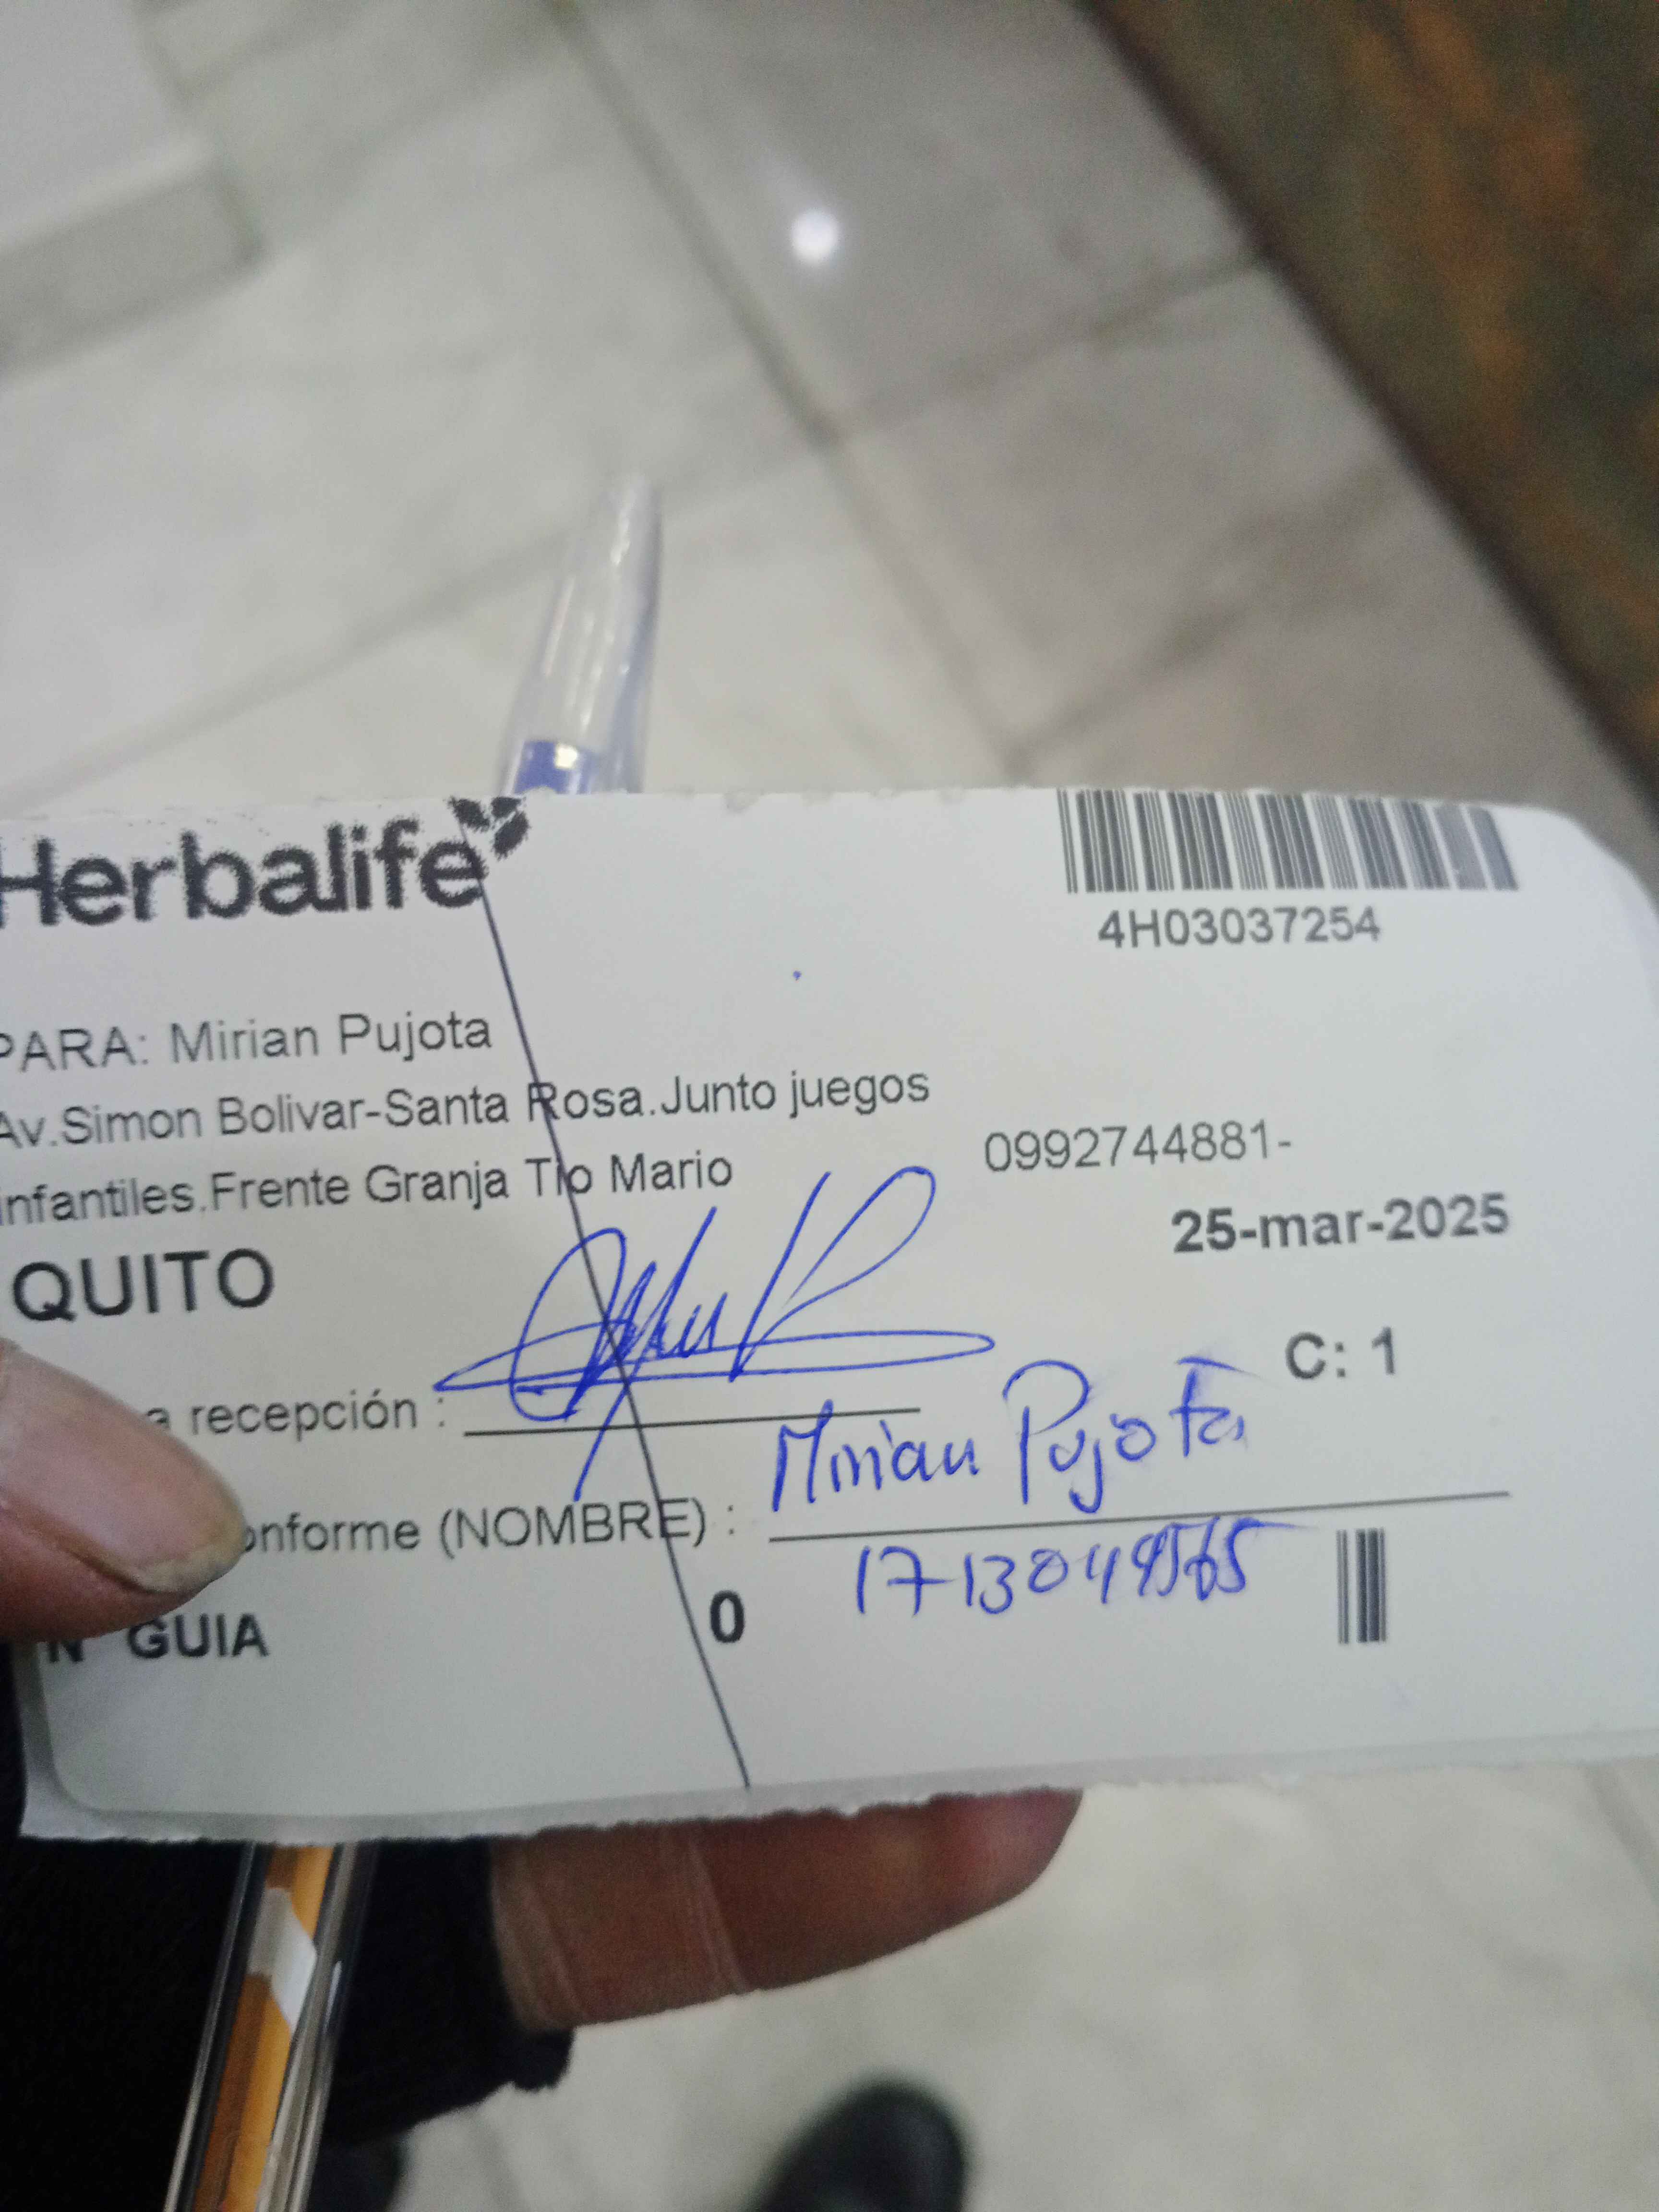 Herbalife
4H03037254
PARA: Mirian Pujota
Av.Simon Bolivar-Santa Rosa.Junto juegos
infantiles.Frente Granja Tio Mario
0992744881-
25-mar-2025
QUITO
C: 1
a recepción :
Mirian Pujota
onforme (NOMBRE) :
N° GUIA
0